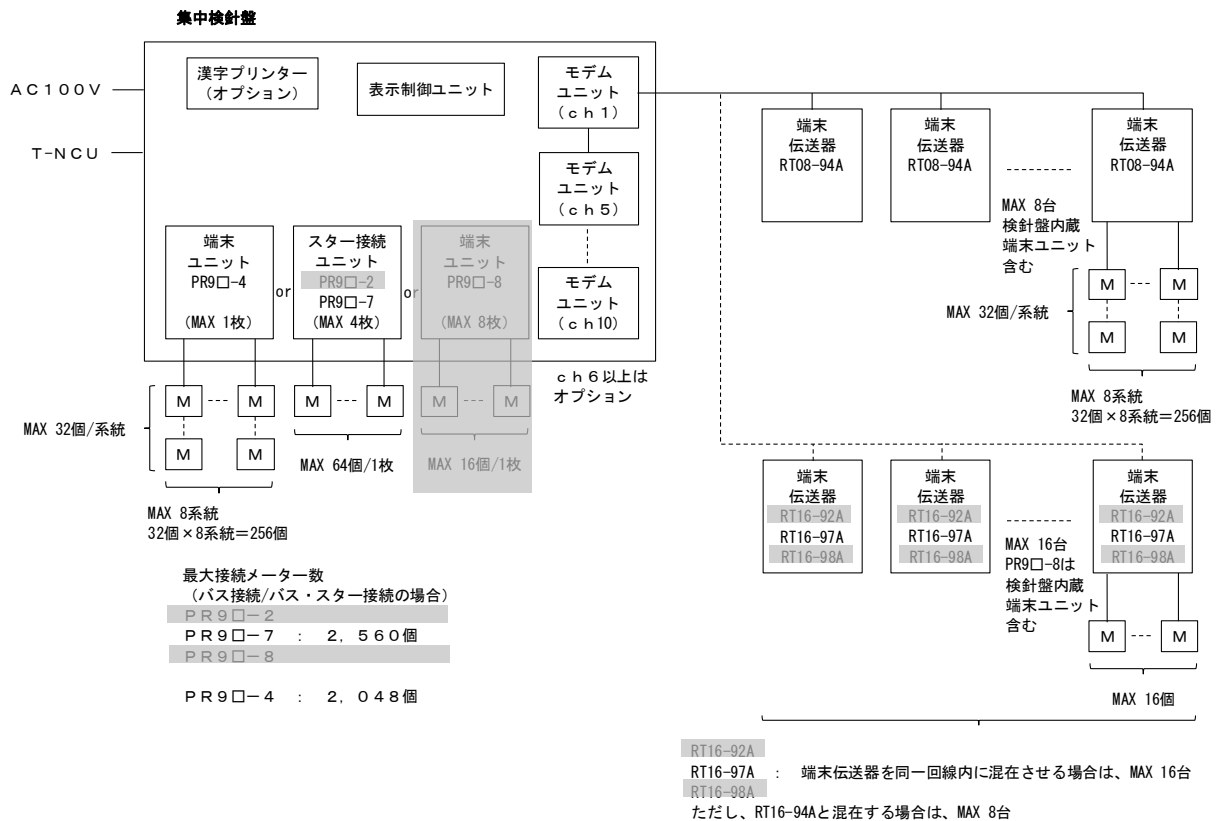 集中検針盤
AC100V
T-NCU
漢字プリンター
(オプション)
表示制御ユニット
モデム
ユニット
(ch1)
モデム
ユニット
(ch5)
モデム
ユニット
(ch10)
ch6以上は
オプション
端末
ユニット
PR9□-4
(MAX 1枚)
or
スター接続
ユニット
PR9□-2
PR9□-7
(MAX 4枚)
or
端末
ユニット
PR9□-8
(MAX 8枚)
M
M
M
M
M
M
M
M
MAX 32個/系統
MAX 64個/1枚
MAX 16個/1枚
MAX 8系統
32個×8系統=256個
最大接続メーター数
(バス接続/バス・スター接続の場合)
PR9□-2
PR9□-7 : 2,560個
PR9□-8
PR9□-4 : 2,048個
端末
伝送器
RT08-94A
端末
伝送器
RT08-94A
端末
伝送器
RT08-94A
MAX 8台
検針盤内蔵
端末ユニット
含む
MAX 32個/系統
M
M
M
M
MAX 8系統
32個×8系統=256個
端末
伝送器
RT16-92A
RT16-97A
RT16-98A
端末
伝送器
RT16-92A
RT16-97A
RT16-98A
端末
伝送器
RT16-92A
RT16-97A
RT16-98A
MAX 16台
PR9□-8は
検針盤内蔵
端末ユニット
含む
M
M
MAX 16個
RT16-92A
RT16-97A : 端末伝送器を同一回線内に混在させる場合は、MAX 16台
RT16-98A
ただし、RT16-94Aと混在する場合は、MAX 8台